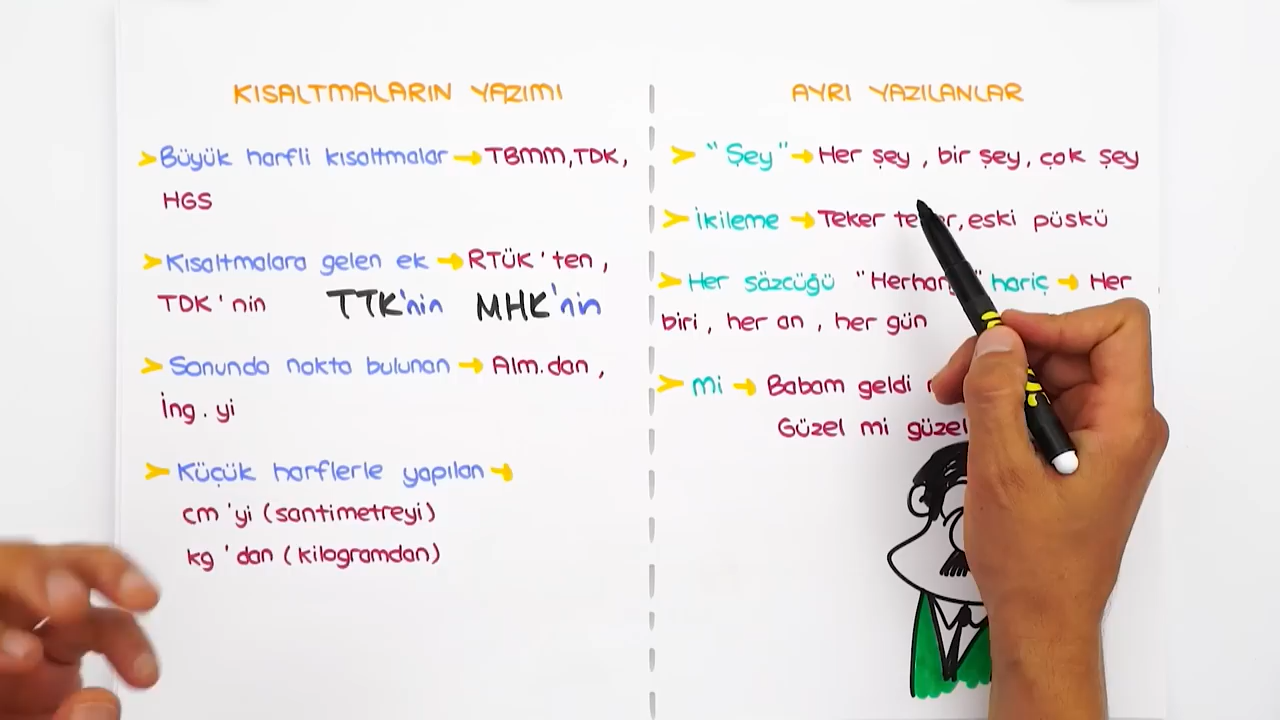 KISALTMALARIN YAZIMI
➤ Büyük harfli kısaltmalar → TBMM, TDK,
HGS
➤ Kısaltmalara gelen ek → RTÜK'ten,
TDK'nin TTK'nin MHK'nin
➤ Sonunda nokta bulunan → Alm.dan,
İng.yi
➤ Küçük harflerle yapılan →
cm'yi (santimetreyi)
kg'dan (kilogramdan)
AYRI YAZILANLAR
➤ "Şey" → Her şey, bir şey, çok şey
➤ İkileme → Teker, eski püskü
➤ Her sözcüğü hariç → Her
biri, her an, her gün
➤ Mi → Babam geldi
Güzel mi güzel